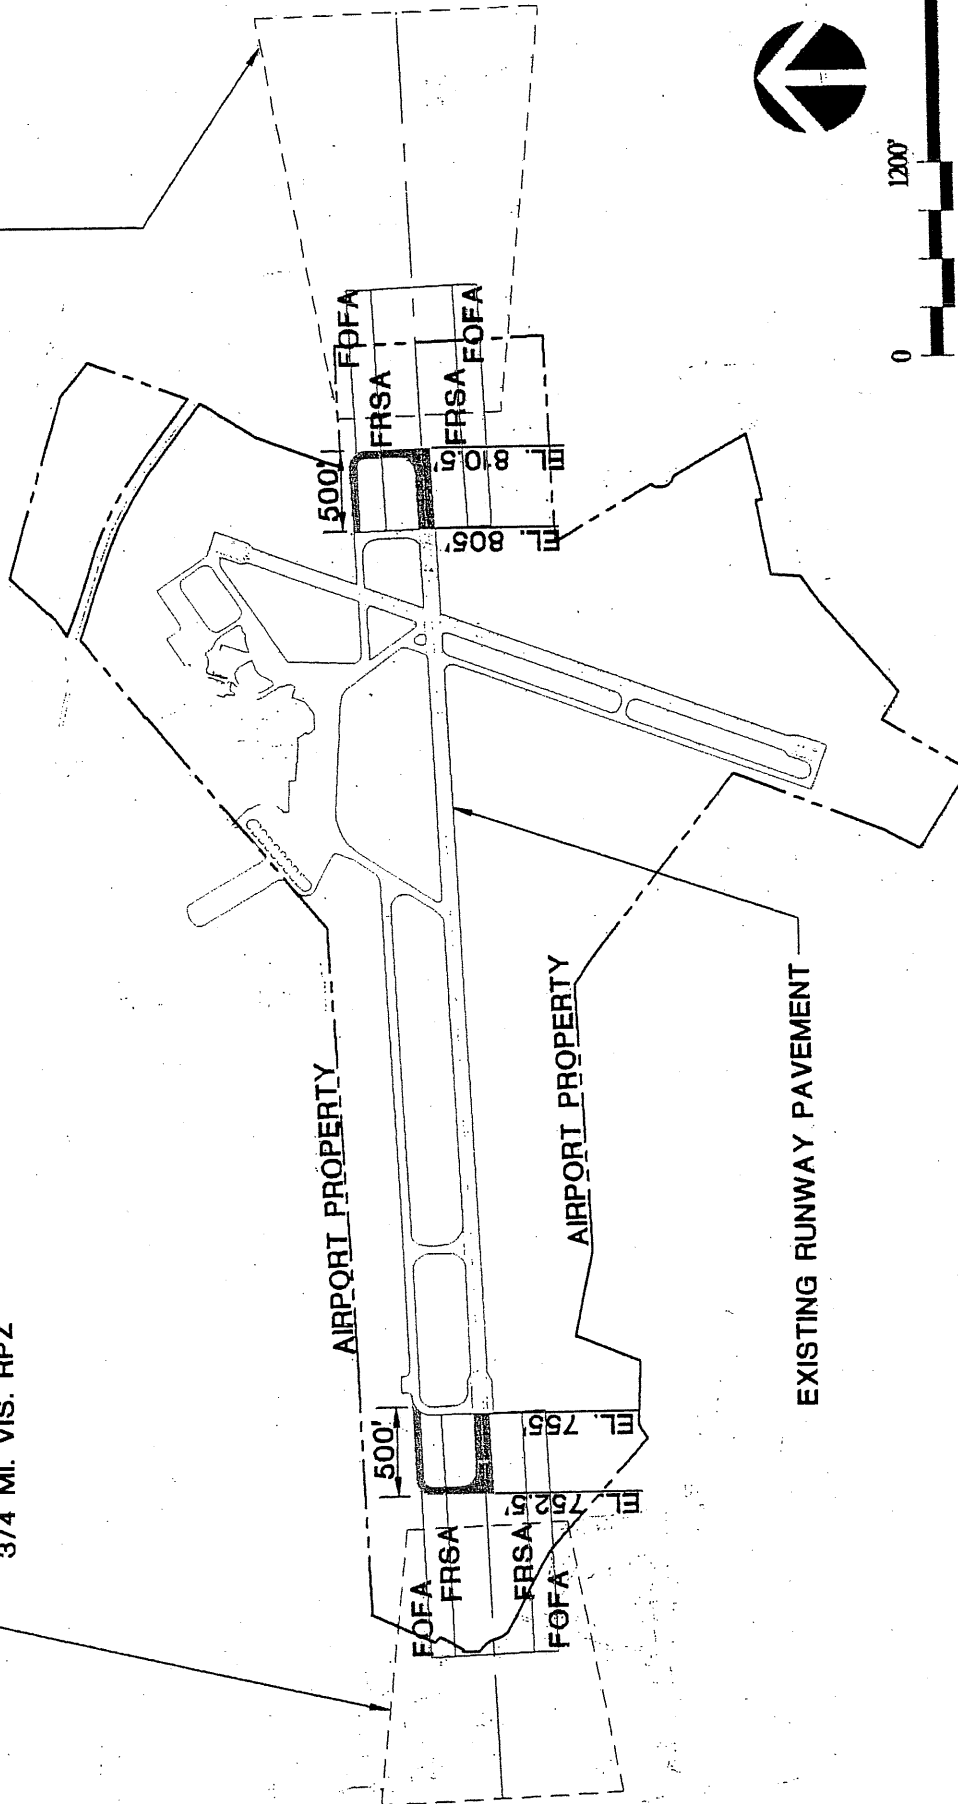 3/4 MI. VIS. RPZ
FOFA
FOFA
FRSA
FRSA
500'
EL. 810.5'
EL. 805'
1200'
0
AIRPORT PROPERTY
AIRPORT PROPERTY
EXISTING RUNWAY PAVEMENT
500'
EL. 755'
EL. 752.5'
FRSA
FRSA
FOFA
FOFA